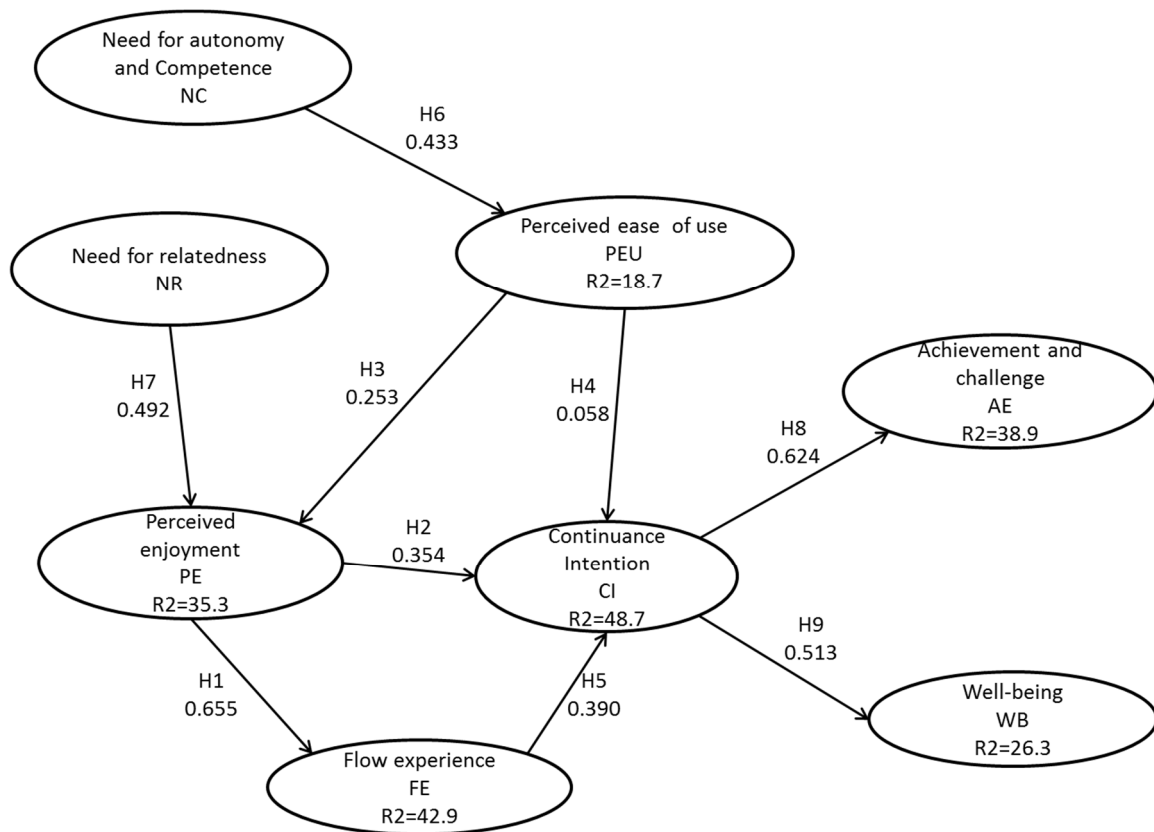 Need for autonomy
and Competence
NC
H6
0.433
Perceived ease of use
PEU
R2=18.7
Need for relatedness
NR
H7
0.492
H3
0.253
H4
0.058
Achievement and
challenge
AE
R2=38.9
H8
0.624
Perceived
enjoyment
PE
R2=35.3
H2
0.354
Continuance
Intention
CI
R2=48.7
H9
0.513
H1
0.655
H5
0.390
Well-being
WB
R2=26.3
Flow experience
FE
R2=42.9